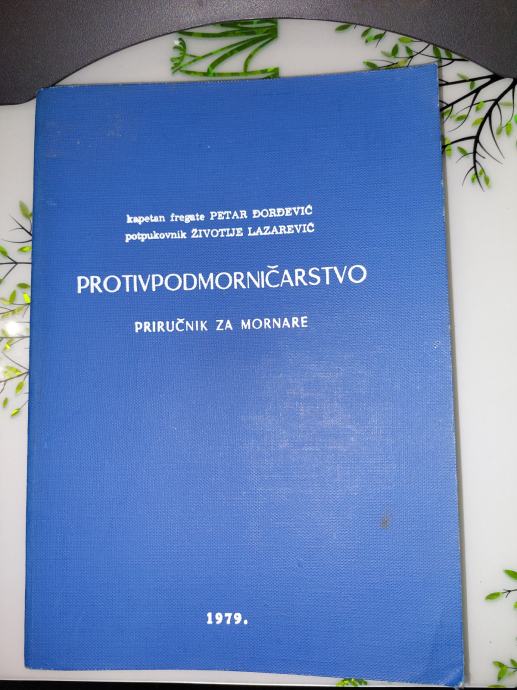 kapetan fregate PETAR ĐORĐEVIĆ
potpukovnik ŽIVOTIJE LAZAREVIĆ
PROTIVPODMORNIČARSTVO
PRIRUČNIK ZA MORNARE
1979.